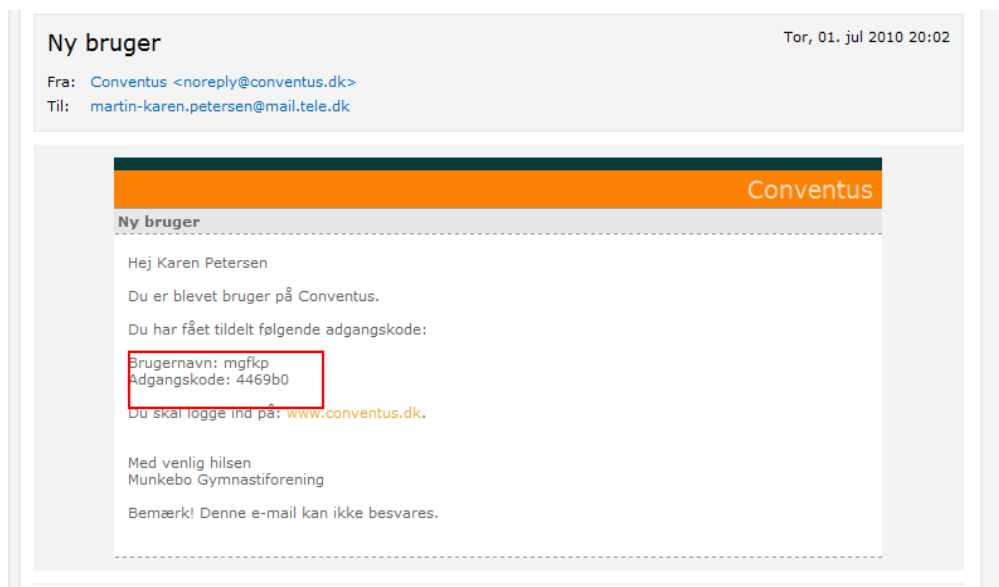 Ny bruger
Tor, 01. jul 2010 20:02
Fra: Conventus <noreply@conventus.dk>
Til: martin-karen.petersen@mail.tele.dk
Conventus
Ny bruger
Hej Karen Petersen
Du er blevet bruger på Conventus.
Du har fået tildelt følgende adgangskode:
Brugernavn: mgfkp
Adgangskode: 4469b0
Du skal logge ind på: www.conventus.dk.
Med venlig hilsen
Munkebo Gymnastiforening
Bemærk! Denne e-mail kan ikke besvares.